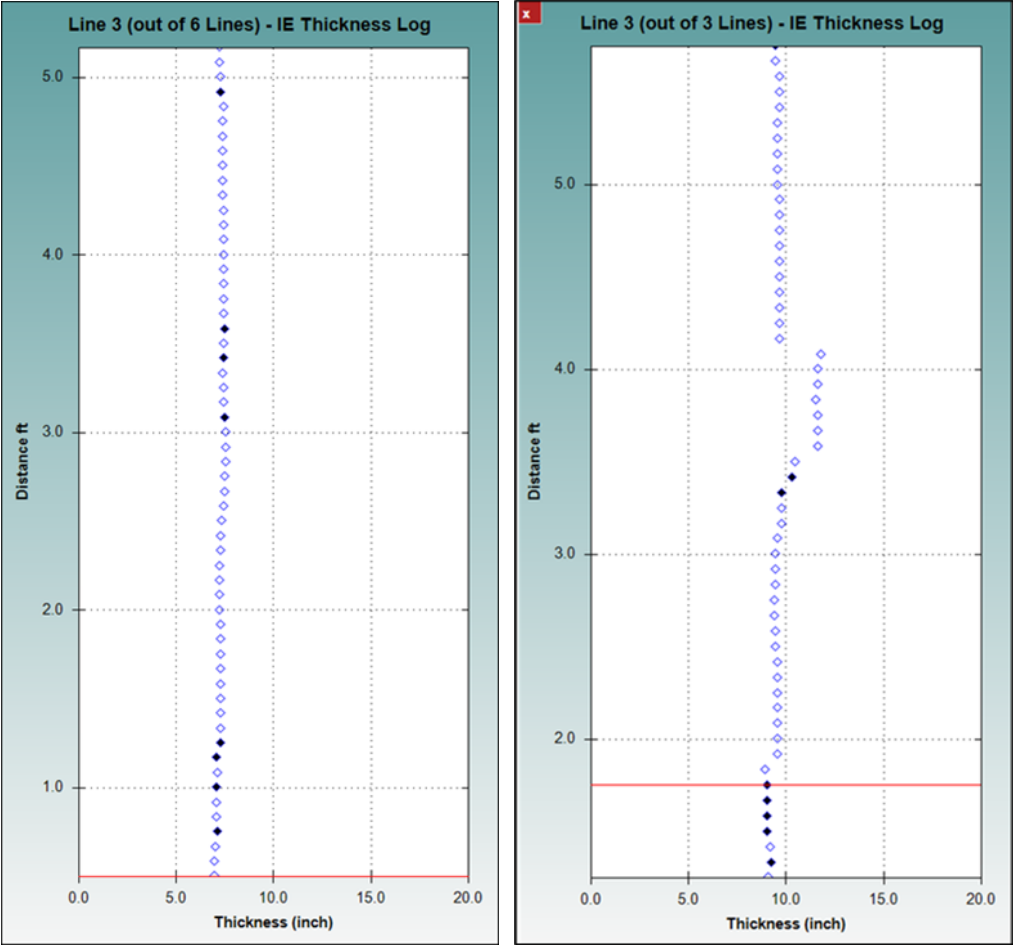 Line 3 (out of 6 Lines) - IE Thickness Log
5.0
4.0
3.0
2.0
1.0
Distance ft
0.0 5.0 10.0 15.0 20.0
Thickness (inch)
x
Line 3 (out of 3 Lines) - IE Thickness Log
5.0
4.0
3.0
2.0
Distance ft
0.0 5.0 10.0 15.0 20.0
Thickness (inch)